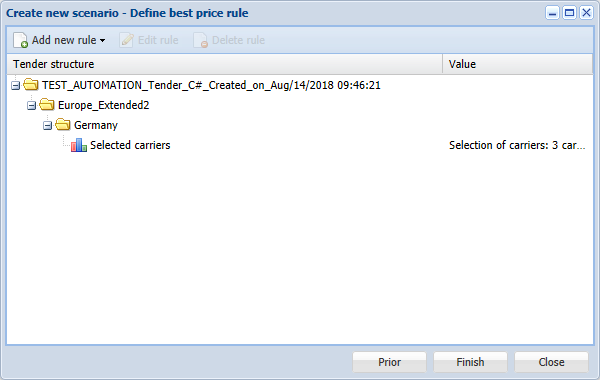 Create new scenario - Define best price rule
Add new rule Edit rule Delete rule
Tender structure Value
TEST_AUTOMATION_Tender_C#_Created_on_Aug/14/2018 09:46:21
Europe_Extended2
Germany
Selected carriers Selection of carriers: 3 car...
Prior Finish Close